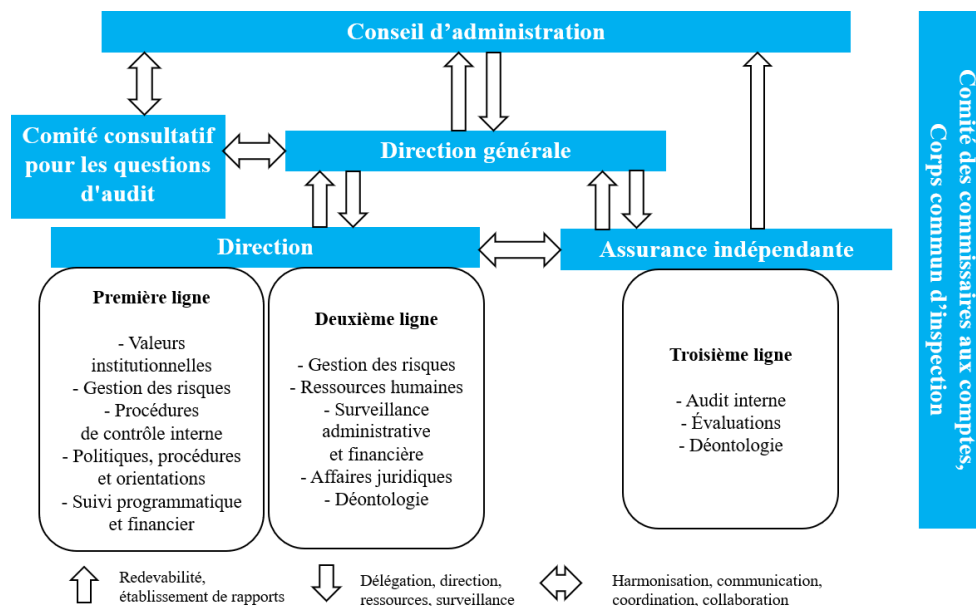 Conseil d'administration
Comité consultatif
pour les questions
d'audit
Direction générale
Direction
Assurance indépendante
Première ligne
- Valeurs
institutionnelles
- Gestion des risques
- Procédures
de contrôle interne
- Politiques, procédures
et orientations
- Suivi programmatique
et financier
Deuxième ligne
- Gestion des risques
- Ressources humaines
- Surveillance
administrative
et financière
- Affaires juridiques
- Déontologie
Troisième ligne
- Audit interne
- Évaluations
- Déontologie
Comité des commissaires aux comptes,
Corps commun d'inspection
Redevabilité,
établissement de rapports
Délégation, direction,
ressources, surveillance
Harmonisation, communication,
coordination, collaboration